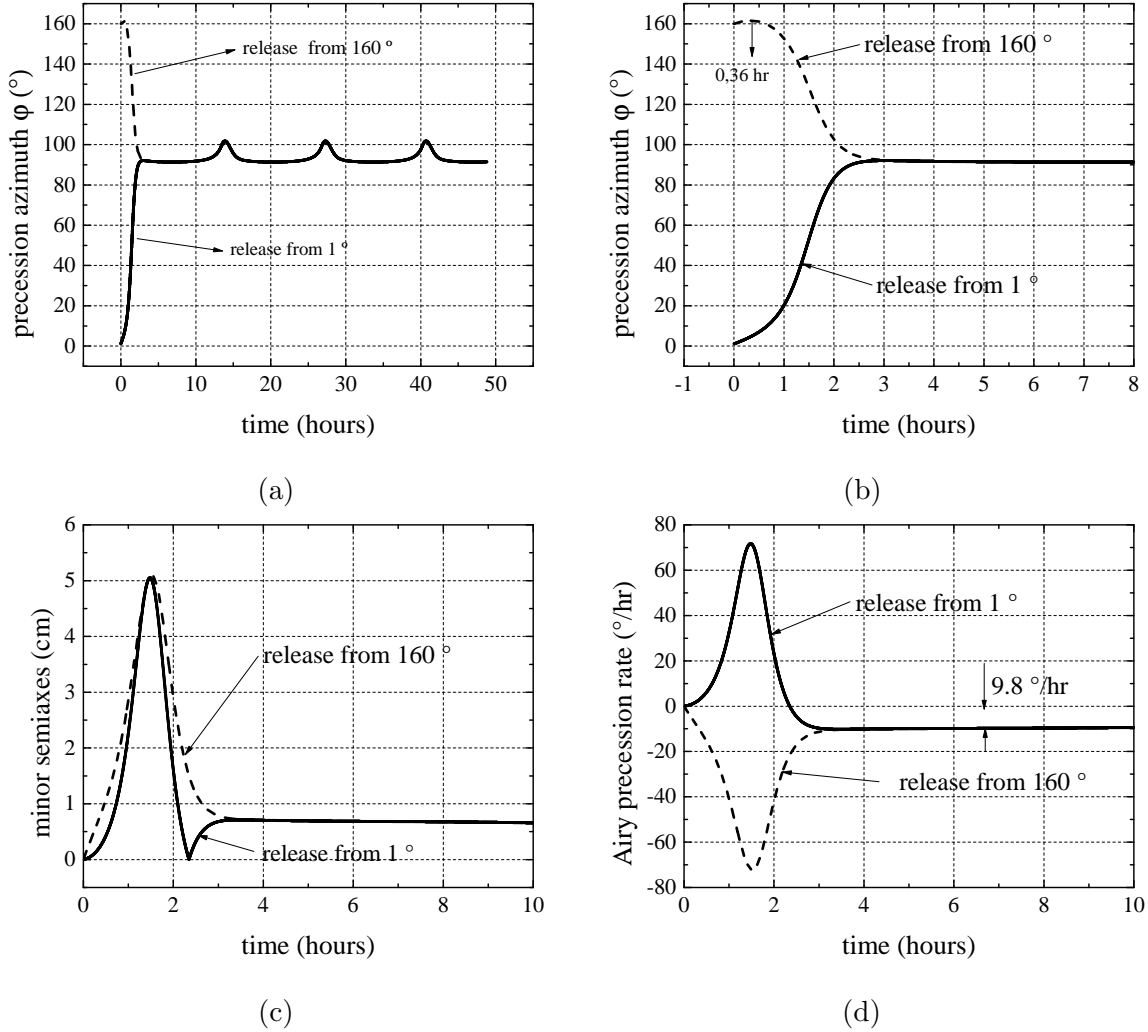 160
140
120
100
80
60
40
20
0
precession azimuth φ (°)
release from 160 º
release from 1 º
0 10 20 30 40 50
time (hours)
(a)
160
140
120
100
80
60
40
20
0
precession azimuth φ (°)
release from 160 °
0,36 hr
release from 1 °
-1 0 1 2 3 4 5 6 7 8
time (hours)
(b)
6
5
4
3
2
1
0
minor semiaxes (cm)
release from 160 °
release from 1 °
0 2 4 6 8 10
time (hours)
(c)
80
60
40
20
0
-20
-40
-60
-80
Airy precession rate (°/hr)
release from 1 °
9.8 °/hr
release from 160 °
0 2 4 6 8 10
time (hours)
(d)